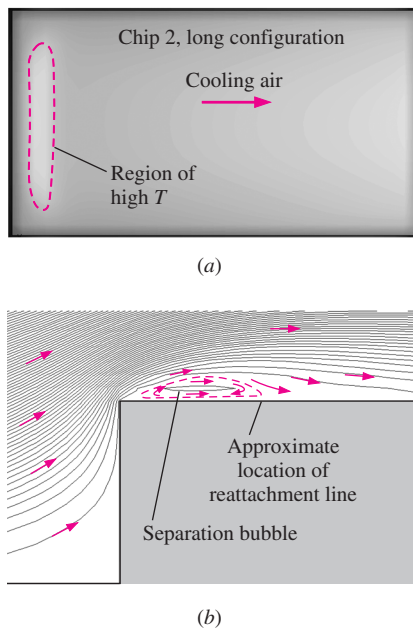 Chip 2, long configuration
Cooling air
Region of
high T
(a)
Approximate
location of
reattachment line
Separation bubble
(b)